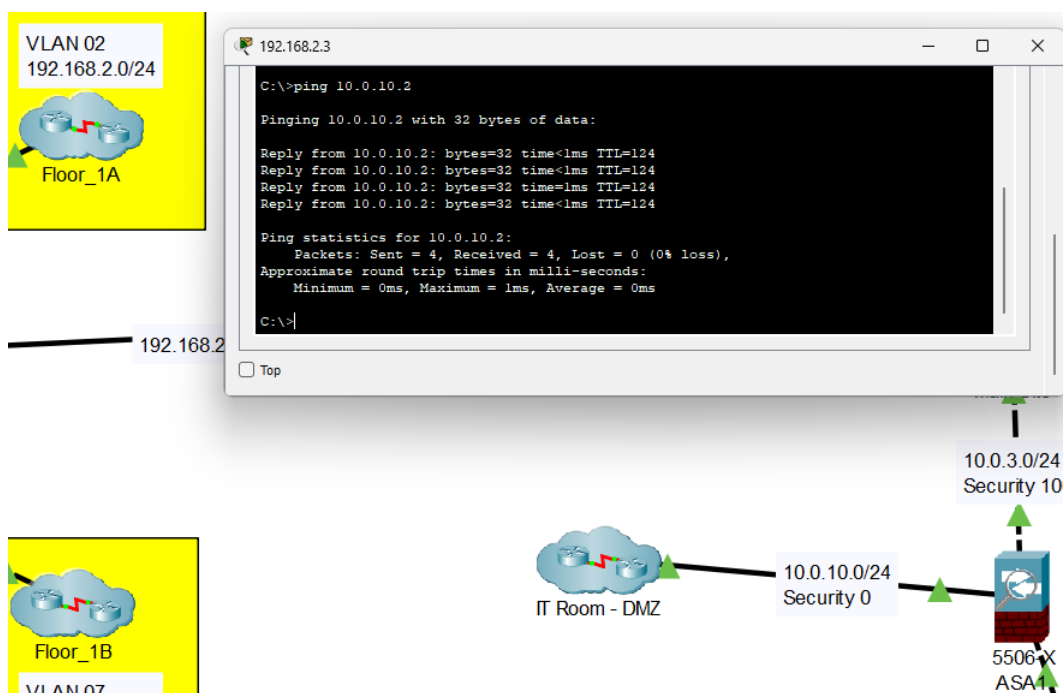 VLAN 02
192.168.2.0/24
Floor_1A
192.168.2.3
C:\>ping 10.0.10.2
Pinging 10.0.10.2 with 32 bytes of data:
Reply from 10.0.10.2: bytes=32 time<1ms TTL=124
Reply from 10.0.10.2: bytes=32 time<1ms TTL=124
Reply from 10.0.10.2: bytes=32 time=1ms TTL=124
Reply from 10.0.10.2: bytes=32 time<1ms TTL=124
Ping statistics for 10.0.10.2:
Packets: Sent = 4, Received = 4, Lost = 0 (0% loss),
Approximate round trip times in milli-seconds:
Minimum = 0ms, Maximum = 1ms, Average = 0ms
C:\>
Top
192.168.2
10.0.3.0/24
Security 10
IT Room - DMZ
10.0.10.0/24
Security 0
5506-X
ASA1
Floor_1B
VLAN 07